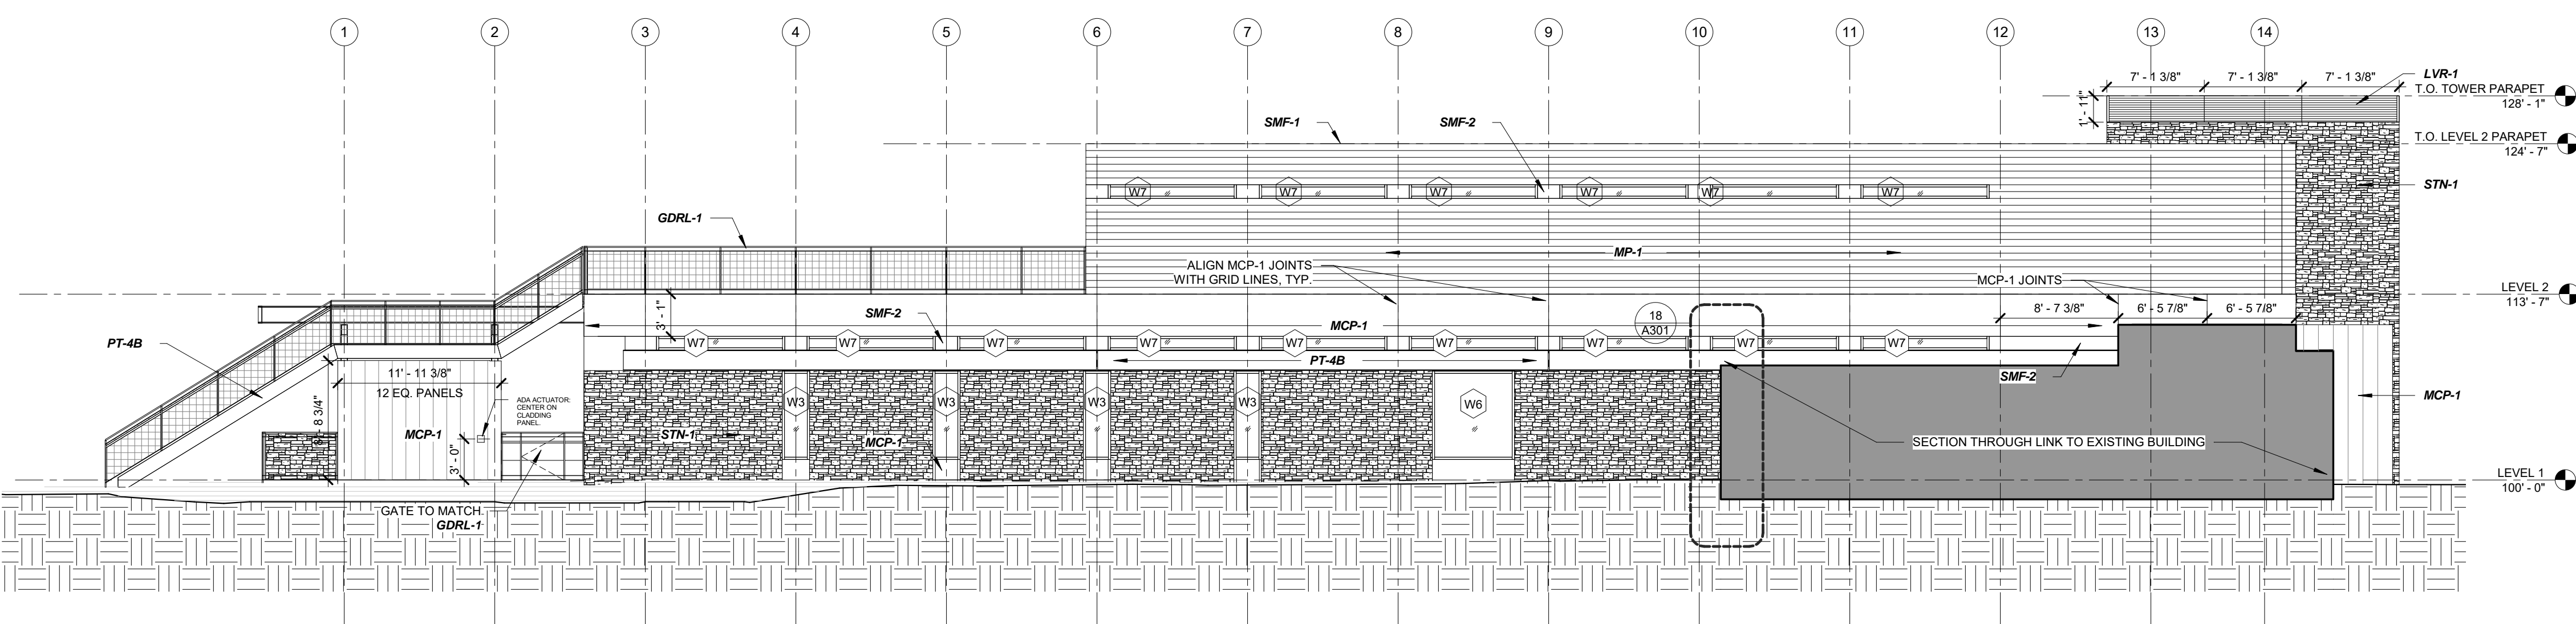 1 2 3 4 5 6 7 8 9 10 11 12 13 14
7' - 1 3/8" 7' - 1 3/8" 7' - 1 3/8"
LVR-1
T.O. TOWER PARAPET
128' - 1"
1' - 11"
SMF-1
SMF-2
T.O. LEVEL 2 PARAPET
124' - 7"
W7 W7 W7 W7 W7 W7
STN-1
GDRL-1
MP-1
ALIGN MCP-1 JOINTS
WITH GRID LINES, TYP.
MCP-1 JOINTS
LEVEL 2
113' - 7"
8' - 7 3/8" 6' - 5 7/8" 6' - 5 7/8"
3' - 1"
SMF-2
18
A301
MCP-1
PT-4B
W7 W7 W7 W7 W7 W7 W7 W7 W7
PT-4B
SMF-2
11' - 11 3/8"
12 EQ. PANELS
8' - 8 3/4"
ADA ACTUATOR:
CENTER ON
CLADDING
PANEL.
W3 W3 W3 W3 W6
MCP-1
MCP-1
STN-1
MCP-1
3' - 0"
SECTION THROUGH LINK TO EXISTING BUILDING
LEVEL 1
100' - 0"
GATE TO MATCH
GDRL-1